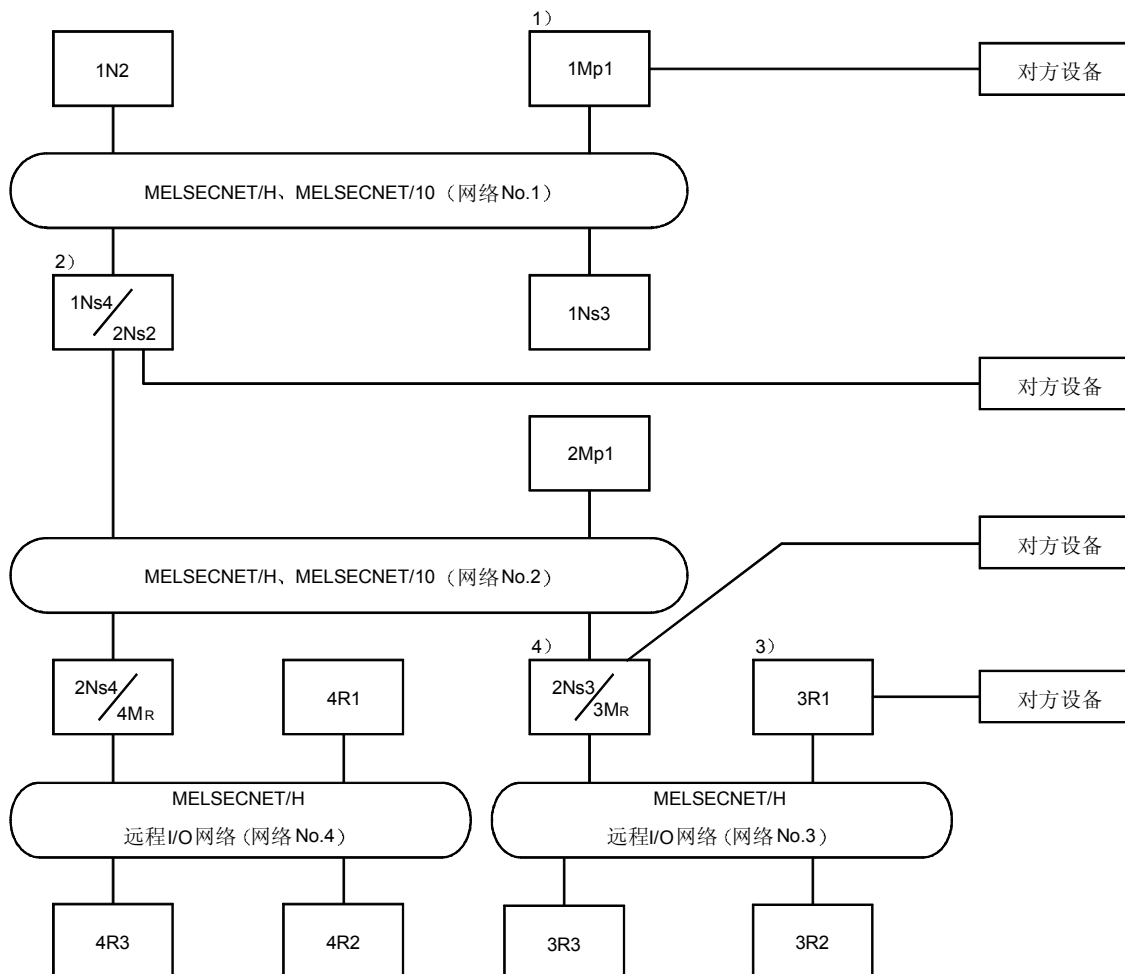 1）
1N2
1Mp1
对方设备
MELSECNET/H、MELSECNET/10（网络No.1）
2）
1Ns4
2Ns2
1Ns3
对方设备
2Mp1
对方设备
MELSECNET/H、MELSECNET/10（网络No.2）
4）
3）
2Ns4
4MR
4R1
2Ns3
3MR
3R1
对方设备
MELSECNET/H
远程I/O网络（网络No.4）
MELSECNET/H
远程I/O网络（网络No.3）
4R3
4R2
3R3
3R2